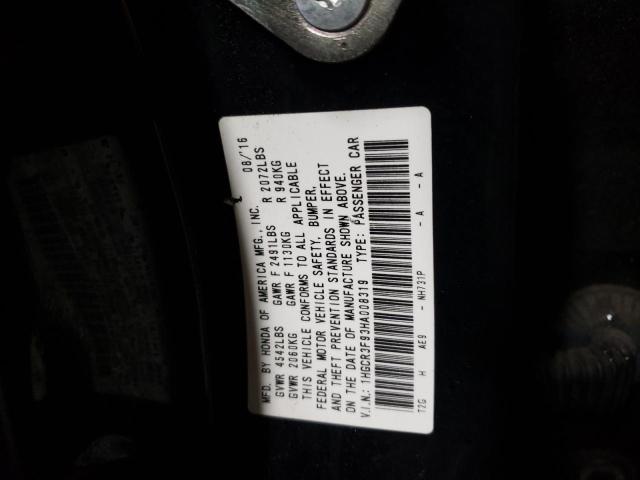 MFD. BY HONDA OF AMERICA MFG., INC. 08/'16
GVWR 4542LBS GAWR F 2491LBS R 2072LBS
GVWR 2060KG GAWR F 1130KG R 940KG
THIS VEHICLE CONFORMS TO ALL APPLICABLE
FEDERAL MOTOR VEHICLE SAFETY, BUMPER,
AND THEFT PREVENTION STANDARDS IN EFFECT
ON THE DATE OF MANUFACTURE SHOWN ABOVE.
V.I.N.: 1HGCR3F93HA008319 TYPE: PASSENGER CAR
T2G H AE9 - NH731P - A - A